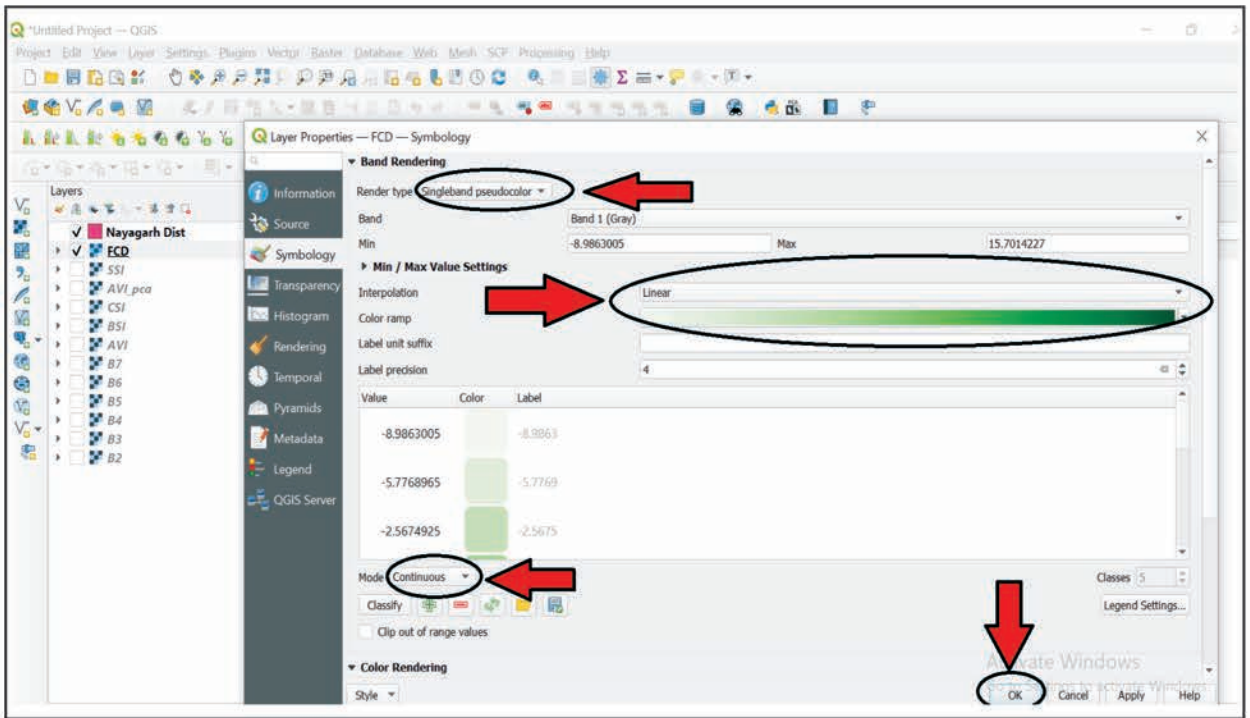 *Untitled Project — QGIS
Project Edit View Layer Settings Plugins Vector Raster Database Web Mesh SCP Processing Help
Layer Properties — FCD — Symbology
Layers
Nayagarh Dist
FCD
SSI
AVI_pca
CSI
BSI
AVI
B7
B6
B5
B4
B3
B2
Information
Source
Symbology
Transparency
Histogram
Rendering
Temporal
Pyramids
Metadata
Legend
QGIS Server
Band Rendering
Render type Singleband pseudocolor
Band Band 1 (Gray)
Min -8.9863005 Max 15.7014227
Min / Max Value Settings
Interpolation Linear
Color ramp
Label unit suffix
Label precision 4
Value Color Label
-8.9863005 -8.9863
-5.7768965 -5.7769
-2.5674925 -2.5675
Mode Continuous Classes 5
Classify Legend Settings...
Clip out of range values
Color Rendering
Activate Windows
Go to Settings to activate Windows
Style OK Cancel Apply Help